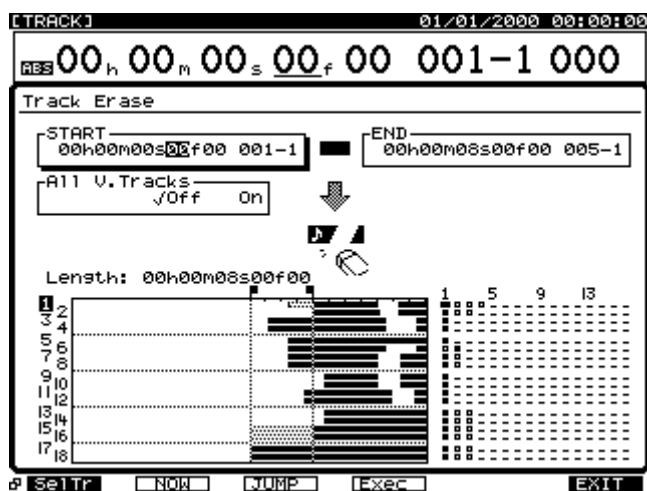 [TRACK] 01/01/2000 00:00:00
ABS 00h 00m 00s 00f 00 001-1 000
Track Erase
START END
00h00m00s00f00 001-1 00h00m08s00f00 005-1
All V.Tracks
√Off On
Length: 00h00m08s00f00
1 5 9 13
1
2
3
4
5
6
7
8
9
10
11
12
13
14
15
16
17
18
SelTr NOW JUMP Exec EXIT